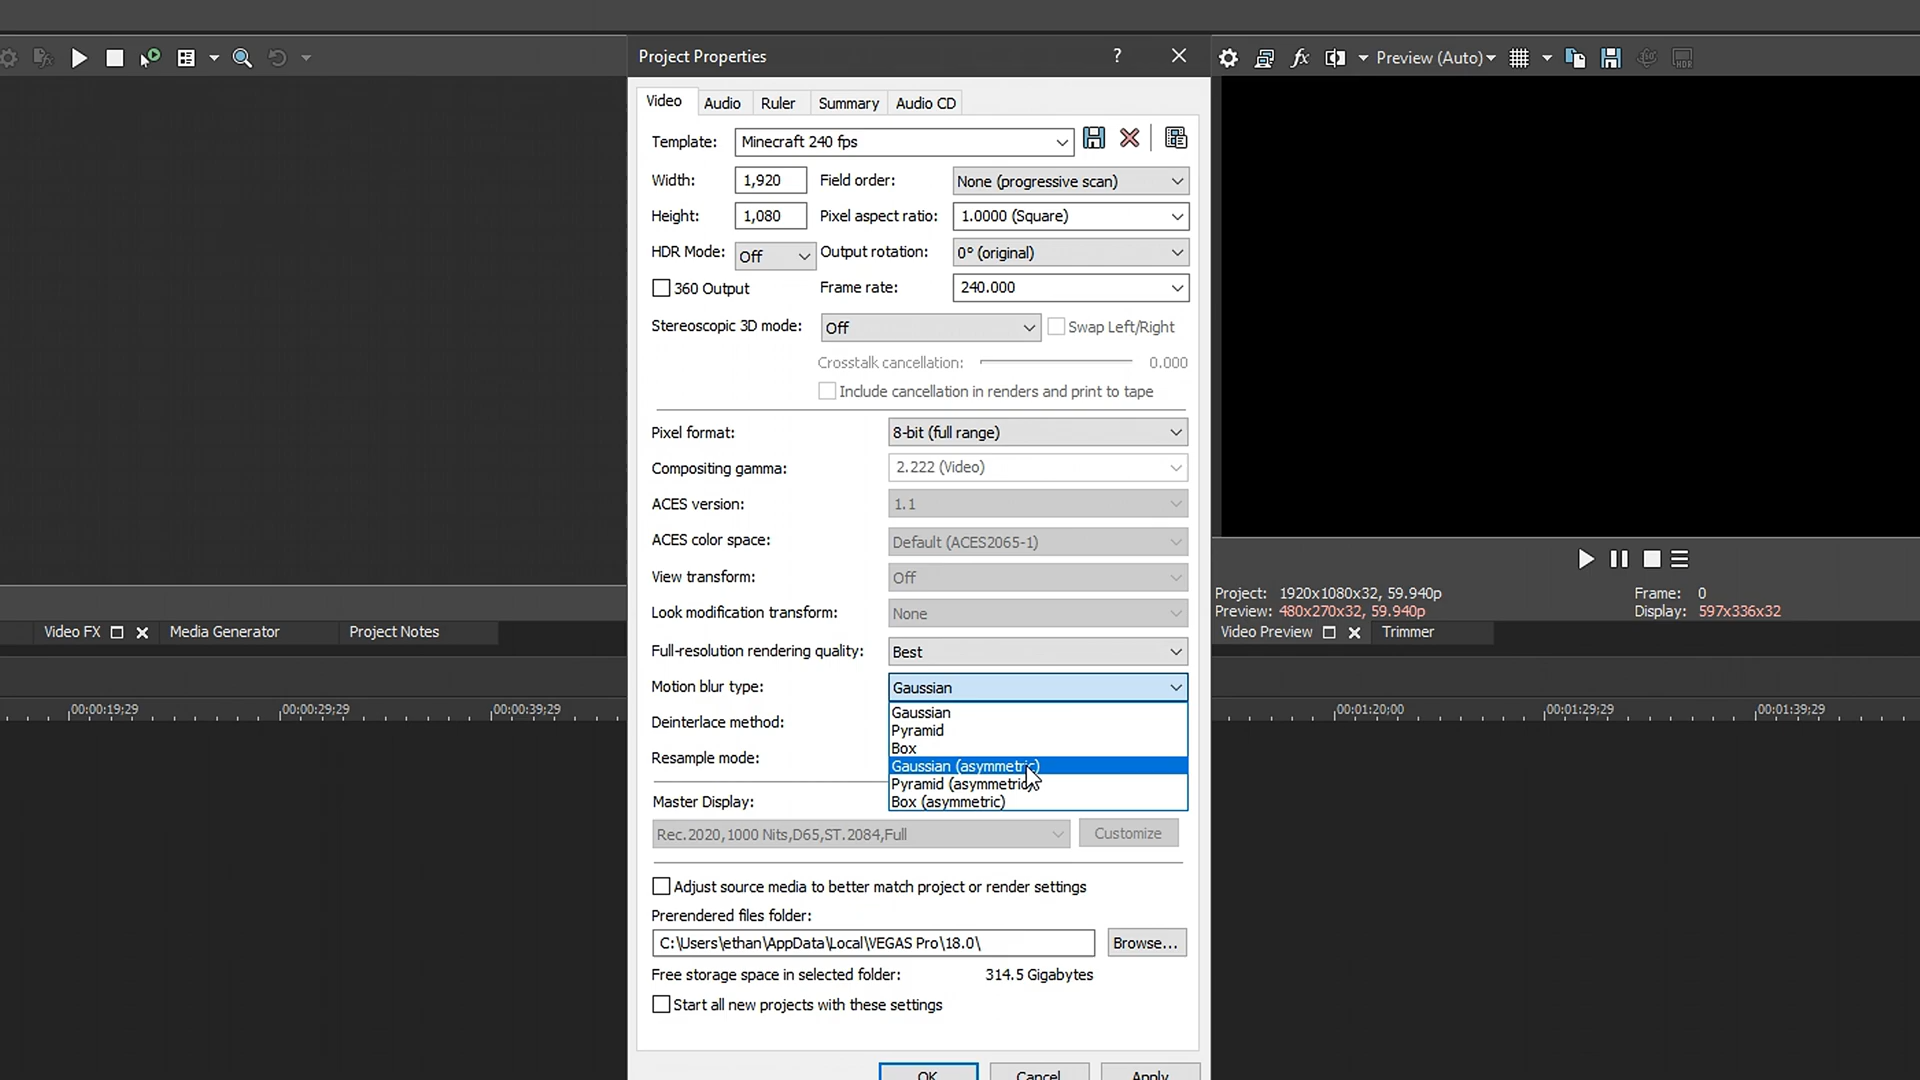 Project Properties
?
Preview (Auto)
Video
Audio
Ruler
Summary
Audio CD
Template:
Minecraft 240 fps
Width:
1,920
Field order:
None (progressive scan)
Height:
1,080
Pixel aspect ratio:
1.0000 (Square)
HDR Mode:
Off
Output rotation:
0° (original)
360 Output
Frame rate:
240.000
Stereoscopic 3D mode:
Off
Swap Left/Right
Crosstalk cancellation:
0.000
Include cancellation in renders and print to tape
Pixel format:
8-bit (full range)
Compositing gamma:
2.222 (Video)
ACES version:
1.1
ACES color space:
Default (ACES2065-1)
View transform:
Off
Look modification transform:
None
Full-resolution rendering quality:
Best
Motion blur type:
Gaussian
Gaussian
Pyramid
Box
Gaussian (asymmetric)
Pyramid (asymmetric)
Box (asymmetric)
Deinterlace method:
Resample mode:
Master Display:
Rec.2020,1000 Nits,D65,ST.2084,Full
Customize
Adjust source media to better match project or render settings
Prerendered files folder:
C:\Users\ethan\AppData\Local\VEGAS Pro\18.0\
Browse...
Free storage space in selected folder:
314.5 Gigabytes
Start all new projects with these settings
OK
Cancel
Apply
Video FX
Media Generator
Project Notes
00:00:19;29
00:00:29;29
00:00:39;29
Project: 1920x1080x32, 59.940p
Frame: 0
Preview: 480x270x32, 59.940p
Display: 597x336x32
Video Preview
Trimmer
00:01:20;00
00:01:29;29
00:01:39;29